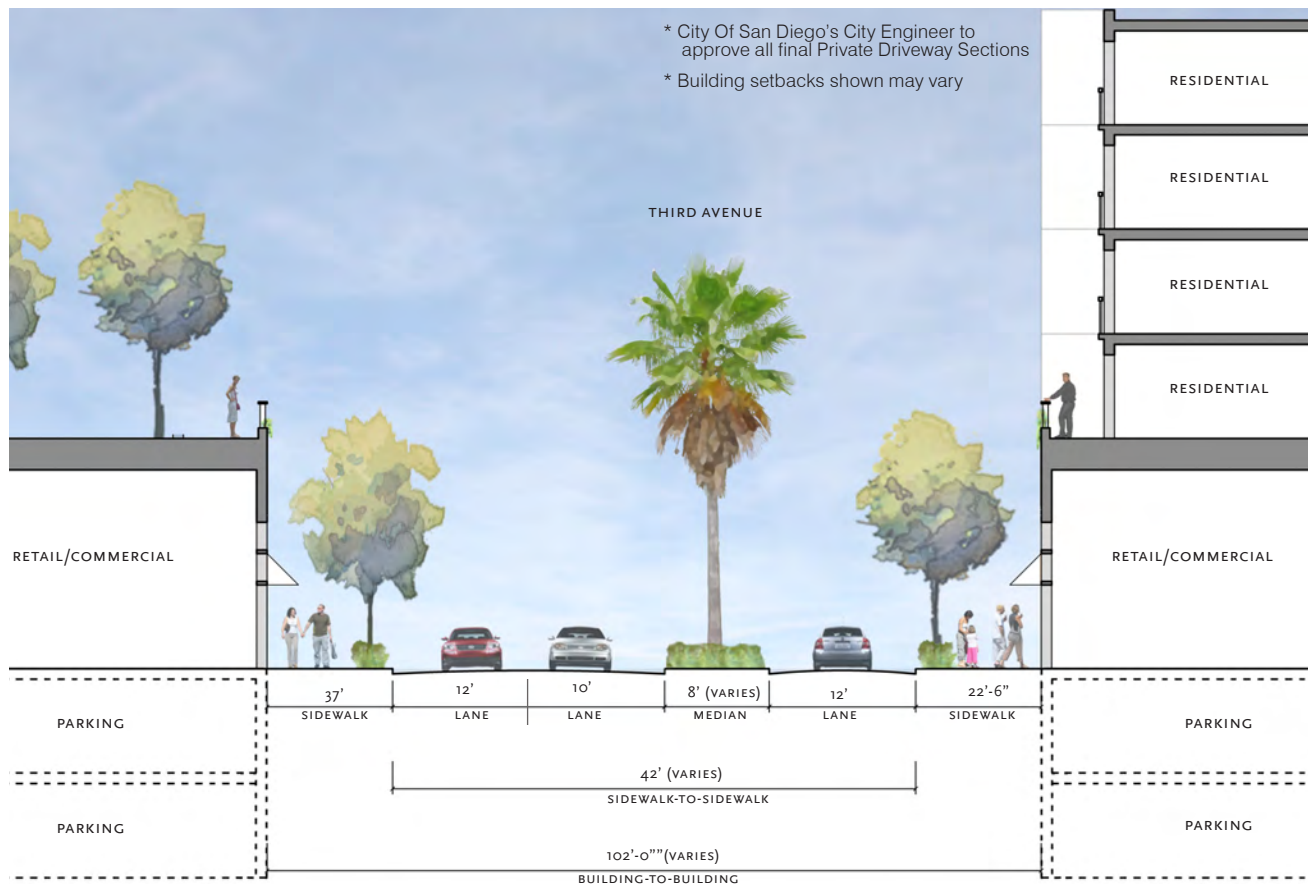 * City Of San Diego's City Engineer to
approve all final Private Driveway Sections
* Building setbacks shown may vary
THIRD AVENUE
RESIDENTIAL
RESIDENTIAL
RESIDENTIAL
RESIDENTIAL
RETAIL/COMMERCIAL
RETAIL/COMMERCIAL
37'
SIDEWALK
12'
LANE
10'
LANE
8' (VARIES)
MEDIAN
12'
LANE
22'-6"
SIDEWALK
PARKING
PARKING
42' (VARIES)
SIDEWALK-TO-SIDEWALK
PARKING
PARKING
102'-0""(VARIES)
BUILDING-TO-BUILDING